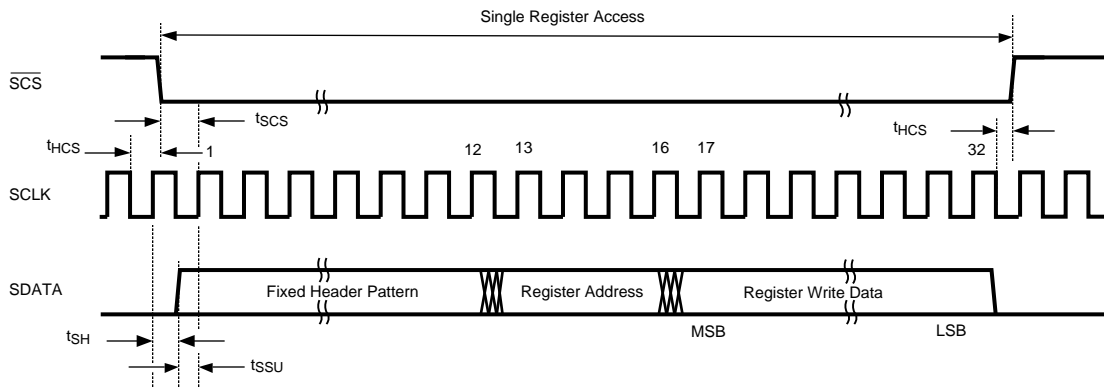 Single Register Access
SCS
tSCS
tHCS
tHCS
1 12 13 16 17 32
SCLK
SDATA
Fixed Header Pattern Register Address Register Write Data
MSB LSB
tSH
tSSU